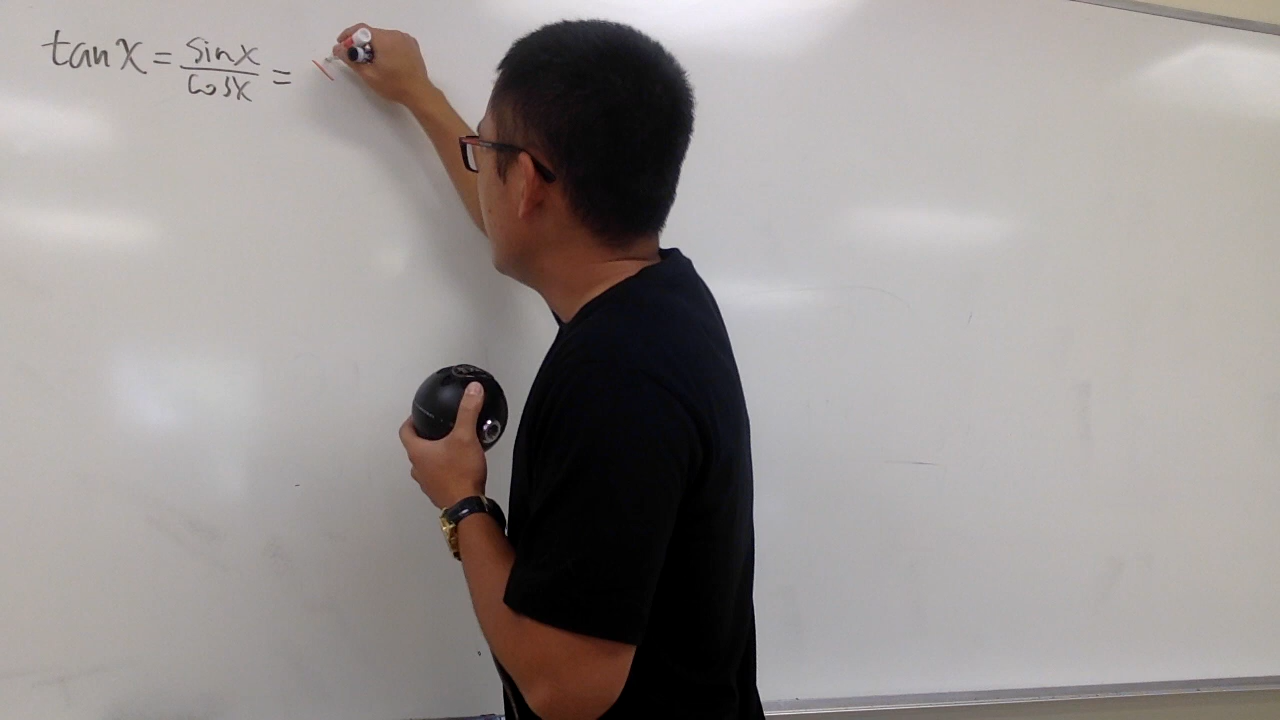 tan x = sin x / cos x =